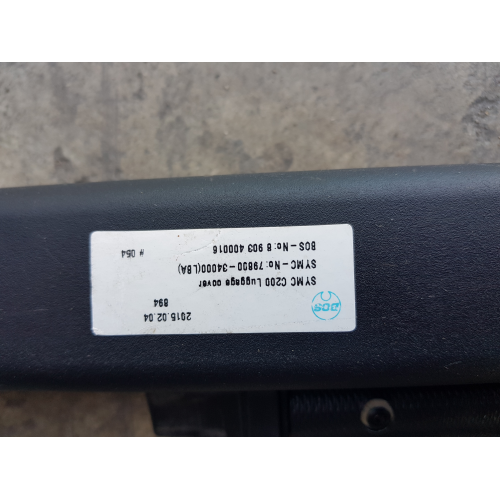 BOS
SYMC C200 Luggage cover
SYMC-No: 79800-34000(LBA)
BOS-No: 8 903 400016
2015.02.04
894
# 054